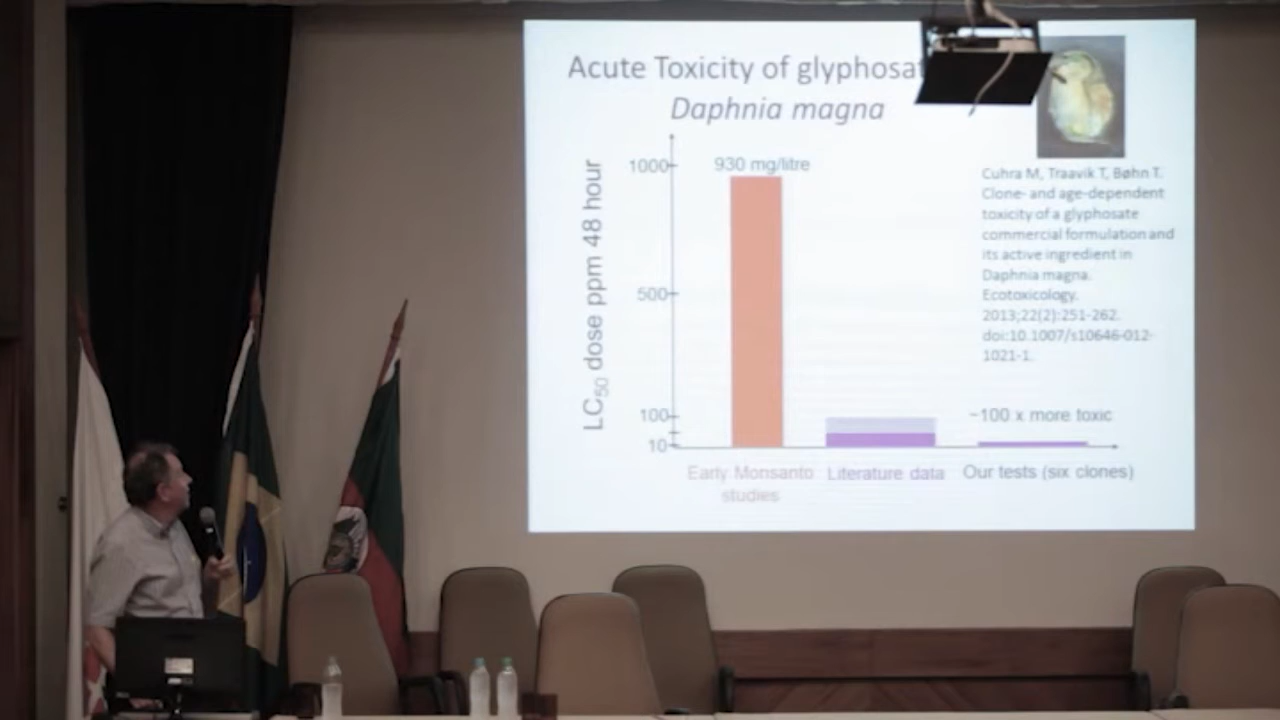 Acute Toxicity of glyphosat
Daphnia magna
LC50 dose ppm 48 hour
1000
500
100
10
930 mg/litre
Early Monsanto
studies
Literature data
~100 x more toxic
Our tests (six clones)
Cuhra M, Traavik T, Bøhn T.
Clone- and age-dependent
toxicity of a glyphosate
commercial formulation and
its active ingredient in
Daphnia magna.
Ecotoxicology.
2013;22(2):251-262.
doi:10.1007/s10646-012-
1021-1.